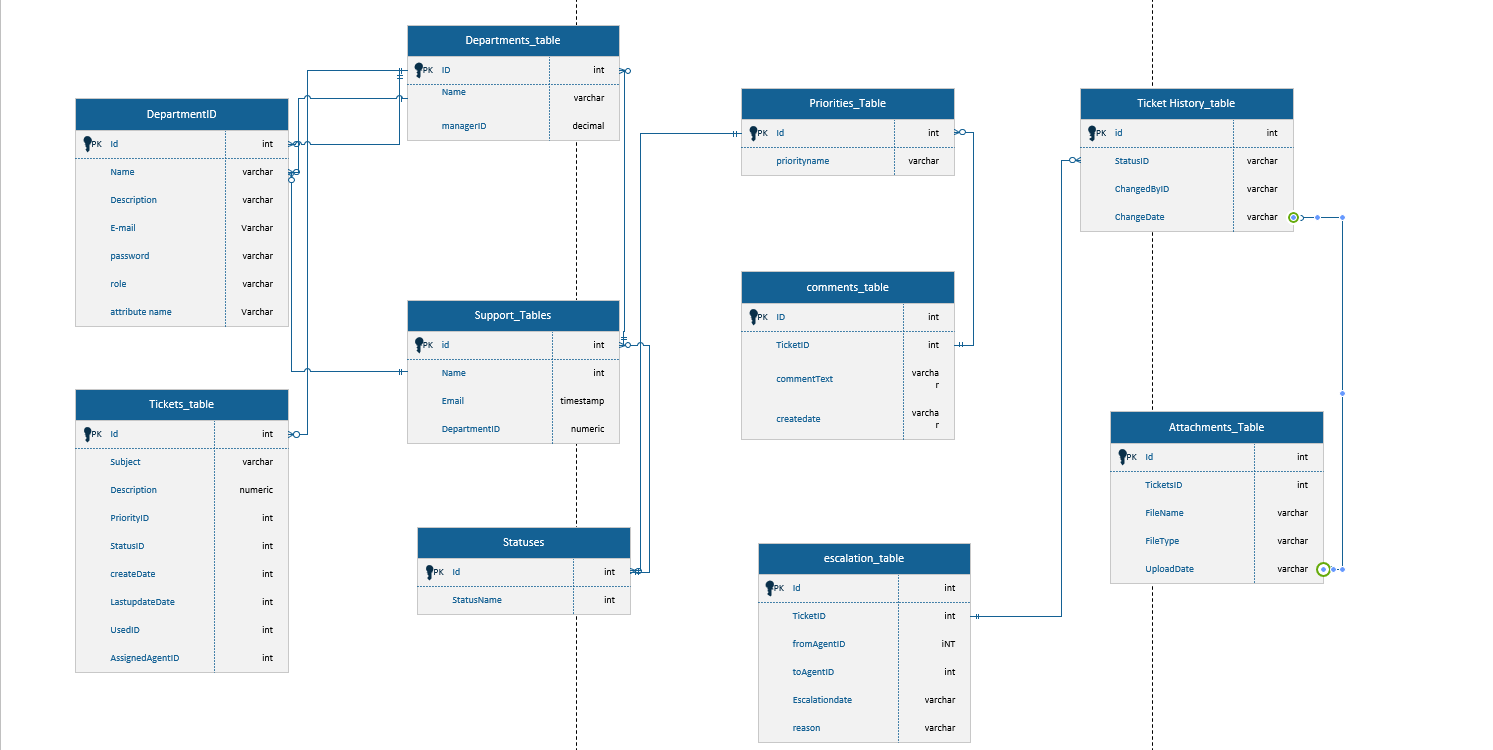 Departments_table
PK ID int
Name varchar
managerID decimal
DepartmentID
PK Id int
Name varchar
Description varchar
E-mail Varchar
password varchar
role varchar
attribute name Varchar
Tickets_table
PK Id int
Subject varchar
Description numeric
PriorityID int
StatusID int
createDate int
LastupdateDate int
UsedID int
AssignedAgentID int
Support_Tables
PK id int
Name int
Email timestamp
DepartmentID numeric
Statuses
PK Id int
StatusName int
Priorities_Table
PK Id int
priorityname varchar
comments_table
PK ID int
TicketID int
commentText varcha
r
createdate varcha
r
escalation_table
PK Id int
TicketID int
fromAgentID iNT
toAgentID int
Escalationdate varchar
reason varchar
Ticket History_table
PK id int
StatusID varchar
ChangedByID varchar
ChangeDate varchar
Attachments_Table
PK Id int
TicketsID int
FileName varchar
FileType varchar
UploadDate varchar